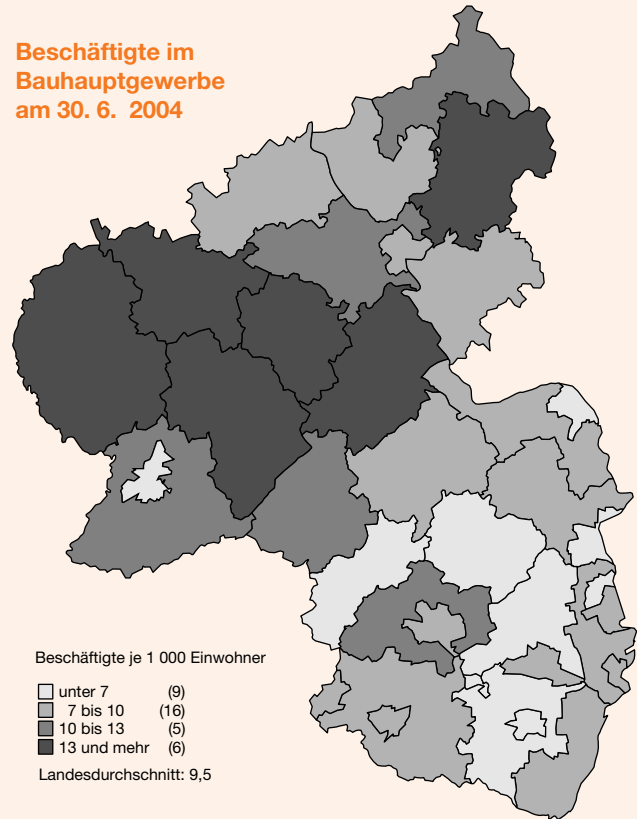 Beschäftigte im
Bauhauptgewerbe
am 30. 6. 2004
Beschäftigte je 1 000 Einwohner
unter 7 (9)
7 bis 10 (16)
10 bis 13 (5)
13 und mehr (6)
Landesdurchschnitt: 9,5